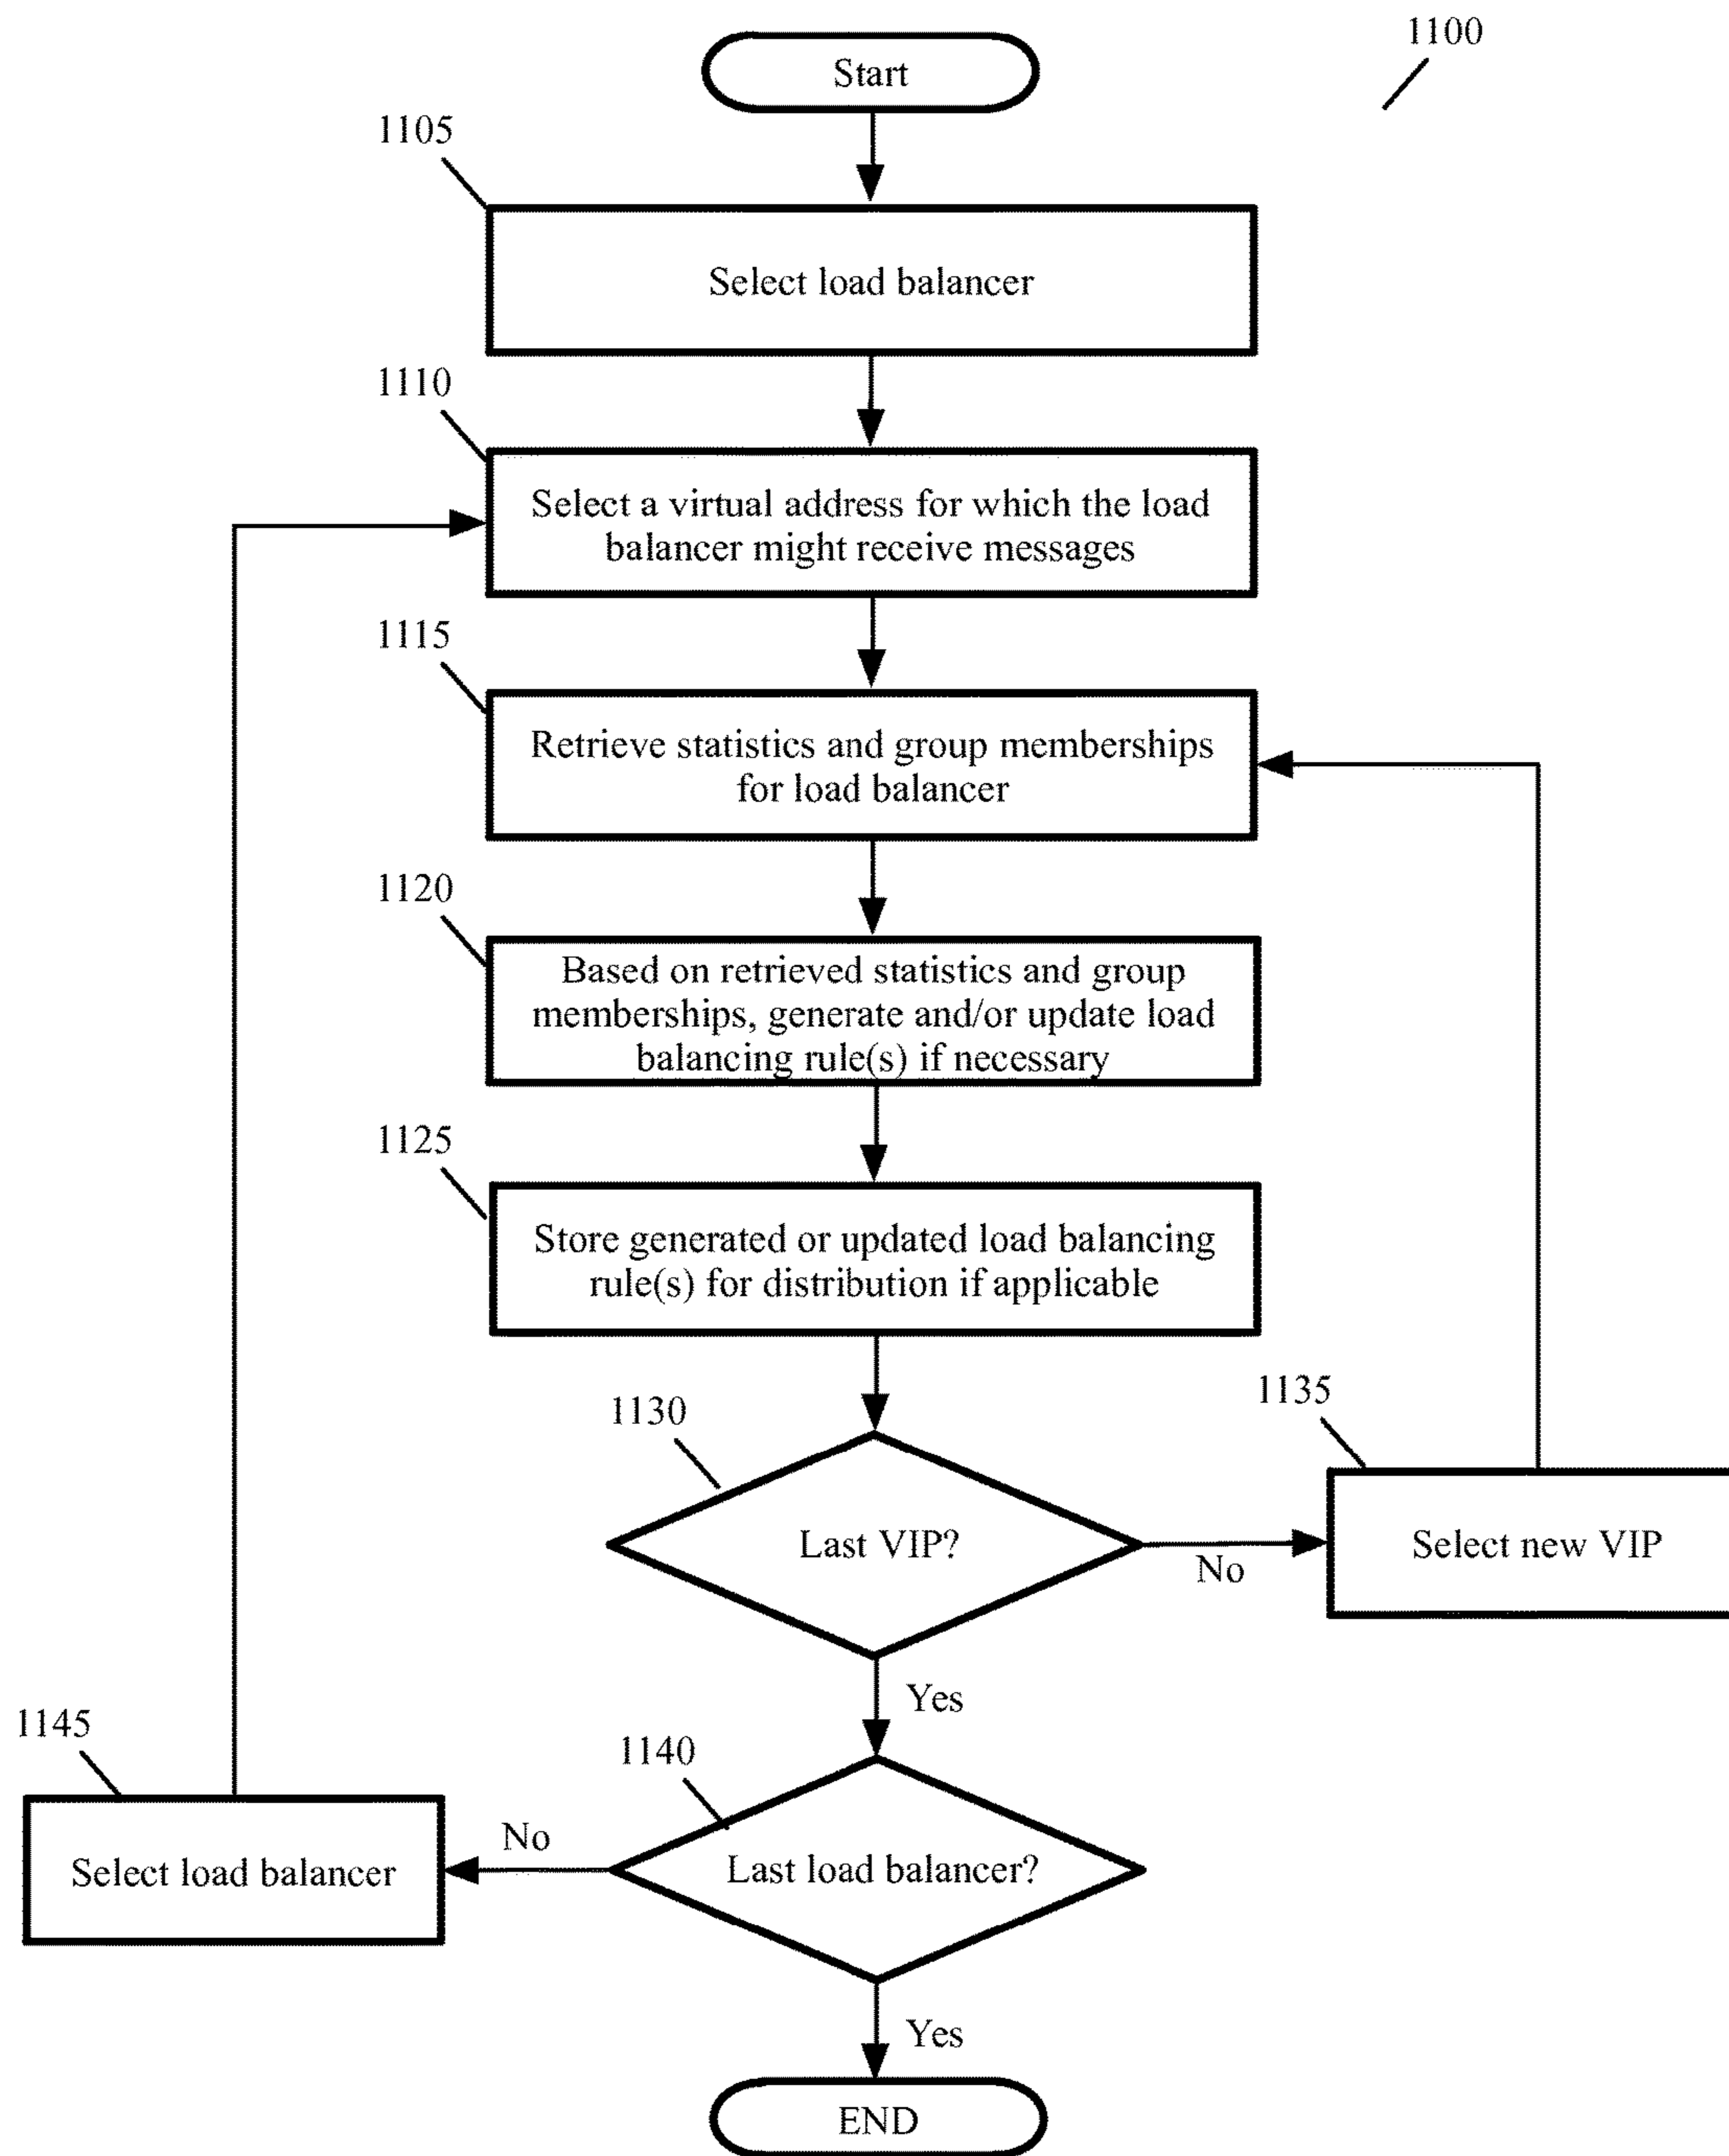 1100
Start
1105
Select load balancer
1110
Select a virtual address for which the load
balancer might receive messages
1115
Retrieve statistics and group memberships
for load balancer
1120
Based on retrieved statistics and group
memberships, generate and/or update load
balancing rule(s) if necessary
1125
Store generated or updated load balancing
rule(s) for distribution if applicable
1130
Last VIP?
No
1135
Select new VIP
Yes
1140
Last load balancer?
No
1145
Select load balancer
Yes
END